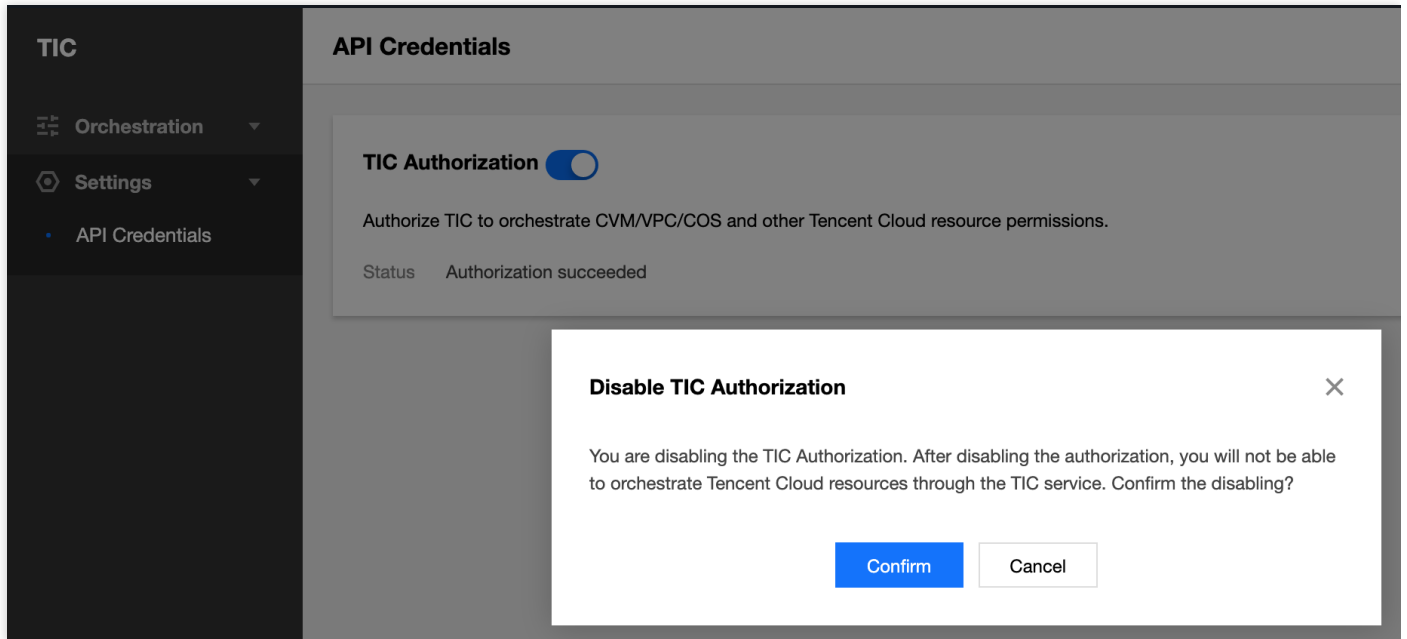 TIC
Orchestration
Settings
API Credentials
API Credentials
TIC Authorization
Authorize TIC to orchestrate CVM/VPC/COS and other Tencent Cloud resource permissions.
Status Authorization succeeded
Disable TIC Authorization
You are disabling the TIC Authorization. After disabling the authorization, you will not be able
to orchestrate Tencent Cloud resources through the TIC service. Confirm the disabling?
Confirm Cancel